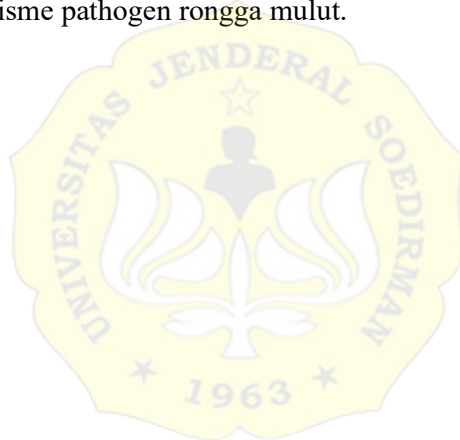 isme pathogen rongga mulut.
UNIVERSITAS JENDERAL SOEDIRMAN
1963